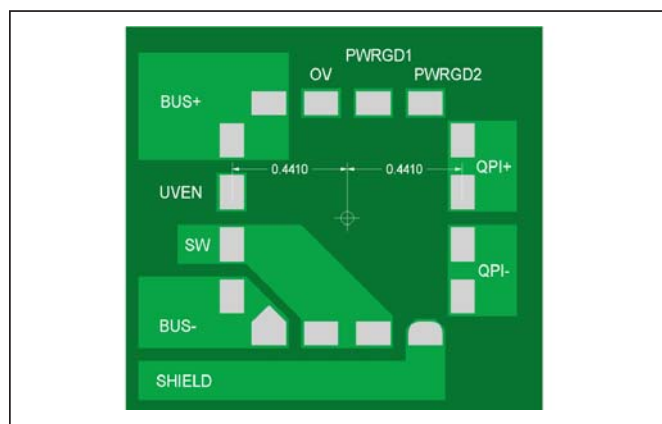 PWRGD1
OV
PWRGD2
BUS+
0.4410
0.4410
QPI+
UVEN
SW
QPI-
BUS-
SHIELD